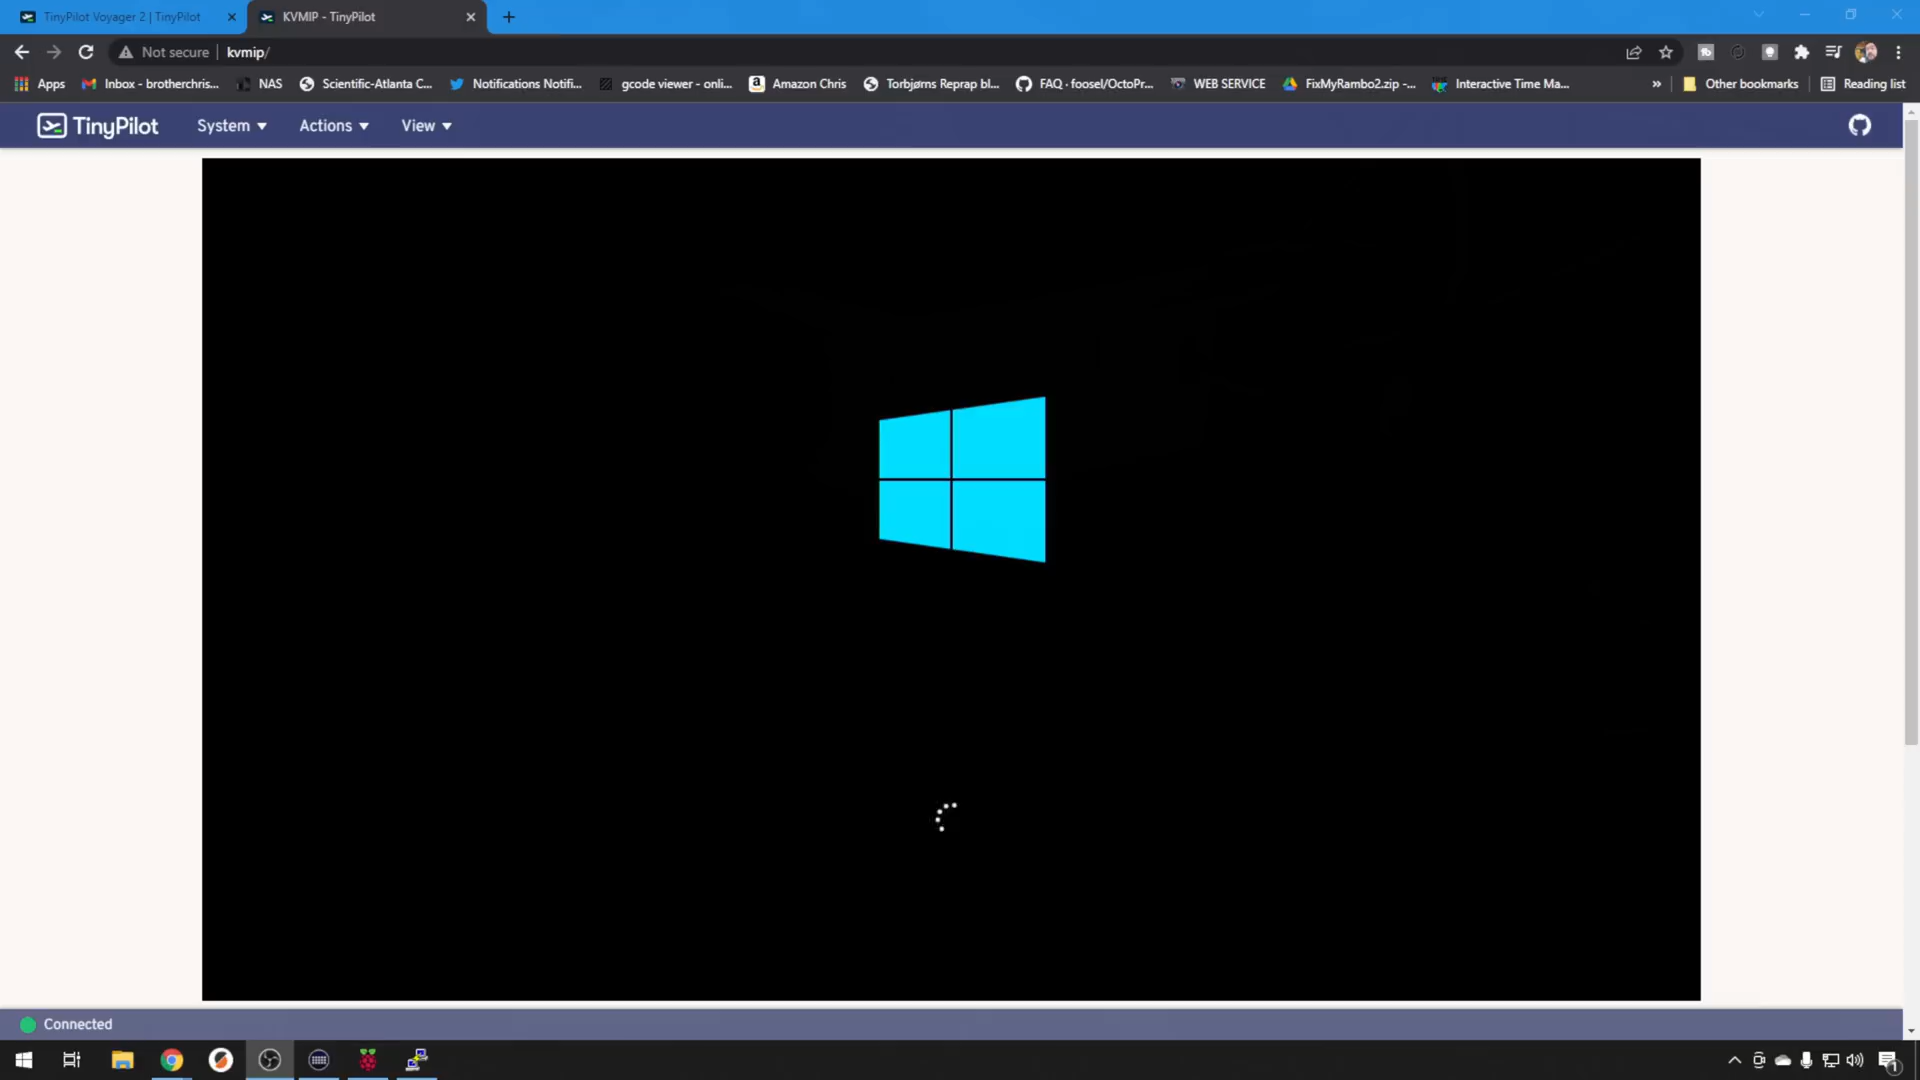 TinyPilot Voyager 2 | TinyPilot
KVMIP - TinyPilot
Not secure
kvmip/
Apps
Inbox - brotherchris...
NAS
Scientific-Atlanta C...
Notifications Notifi...
gcode viewer - onli...
Amazon Chris
Torbjørns Reprap bl...
FAQ · foosel/OctoPr...
WEB SERVICE
FixMyRambo2.zip -...
Interactive Time Ma...
»
Other bookmarks
Reading list
TinyPilot
System
Actions
View
Connected
1